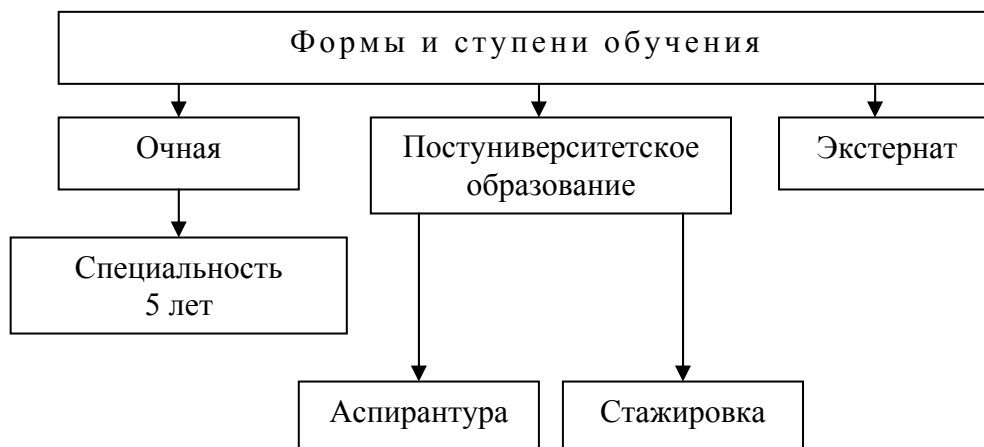 Формы и ступени обучения
Очная
Постуниверситетское
образование
Экстернат
Специальность
5 лет
Аспирантура
Стажировка